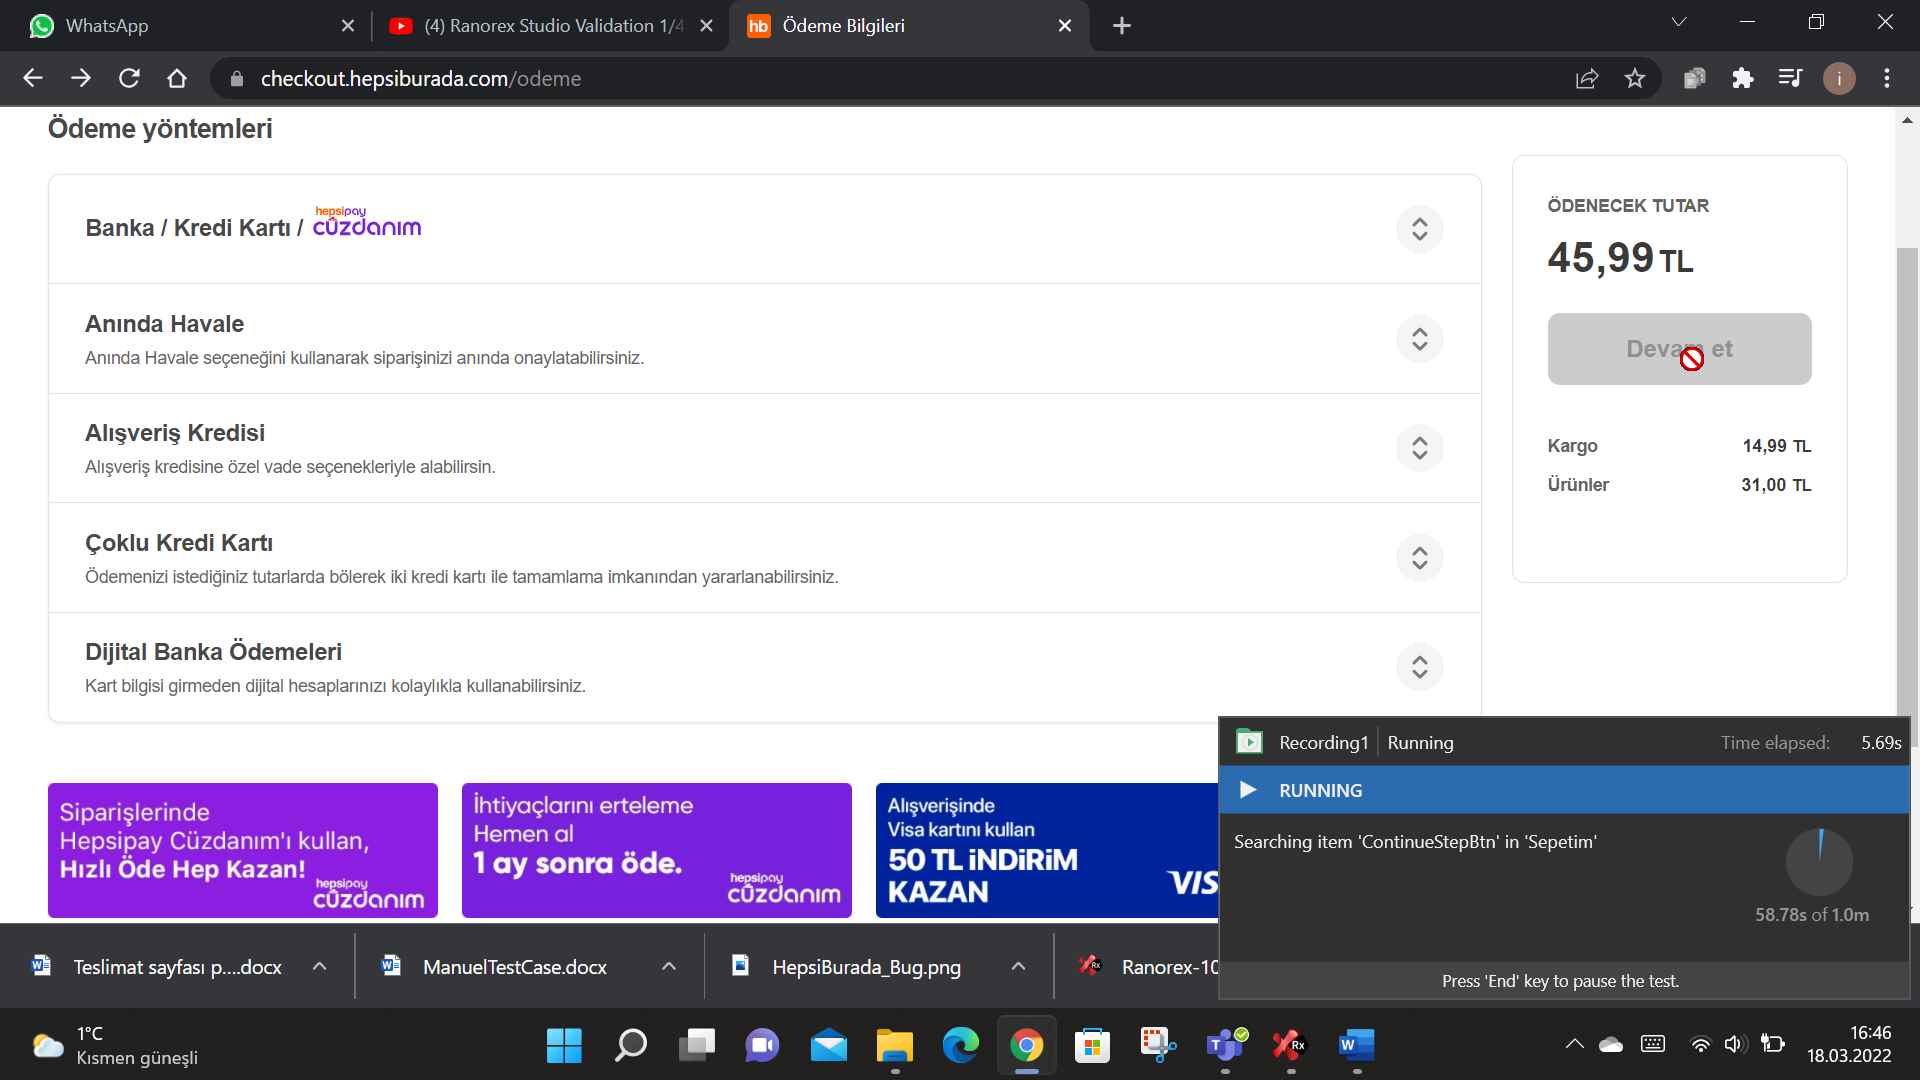 WhatsApp
(4) Ranorex Studio Validation 1/4
hb
Ödeme Bilgileri
checkout.hepsiburada.com/odeme
i
Ödeme yöntemleri
Banka / Kredi Kartı / hepsipay cüzdanım
Anında Havale
Anında Havale seçeneğini kullanarak siparişinizi anında onaylatabilirsiniz.
Alışveriş Kredisi
Alışveriş kredisine özel vade seçenekleriyle alabilirsin.
Çoklu Kredi Kartı
Ödemenizi istediğiniz tutarlarda bölerek iki kredi kartı ile tamamlama imkanından yararlanabilirsiniz.
Dijital Banka Ödemeleri
Kart bilgisi girmeden dijital hesaplarınızı kolaylıkla kullanabilirsiniz.
ÖDENECEK TUTAR
45,99 TL
Devam et
Kargo 14,99 TL
Ürünler 31,00 TL
Siparişlerinde
Hepsipay Cüzdanım'ı kullan,
Hızlı Öde Hep Kazan!
hepsipay
cüzdanım
İhtiyaçlarını erteleme
Hemen al
1 ay sonra öde.
hepsipay
cüzdanım
Alışverişinde
Visa kartını kullan
50 TL İNDİRİM
KAZAN
VIS
Recording1 Running
Time elapsed: 5.69s
RUNNING
Searching item 'ContinueStepBtn' in 'Sepetim'
58.78s of 1.0m
Press 'End' key to pause the test.
Teslimat sayfası p....docx
ManuelTestCase.docx
HepsiBurada_Bug.png
Ranorex-10
1°C
Kısmen güneşli
16:46
18.03.2022